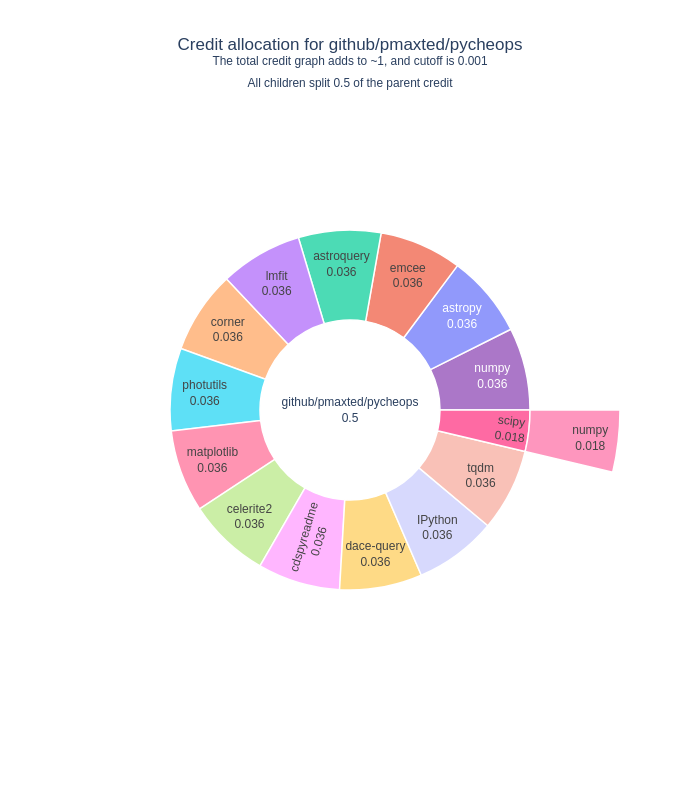 Credit allocation for github/pmaxted/pycheops
The total credit graph adds to ~1, and cutoff is 0.001
All children split 0.5 of the parent credit
astroquery
0.036
emcee
0.036
lmfit
0.036
astropy
0.036
corner
0.036
numpy
0.036
photutils
0.036
github/pmaxted/pycheops
0.5
scipy
0.018
numpy
0.018
matplotlib
0.036
tqdm
0.036
celerite2
0.036
IPython
0.036
cdspyreadme
0.036
dace-query
0.036